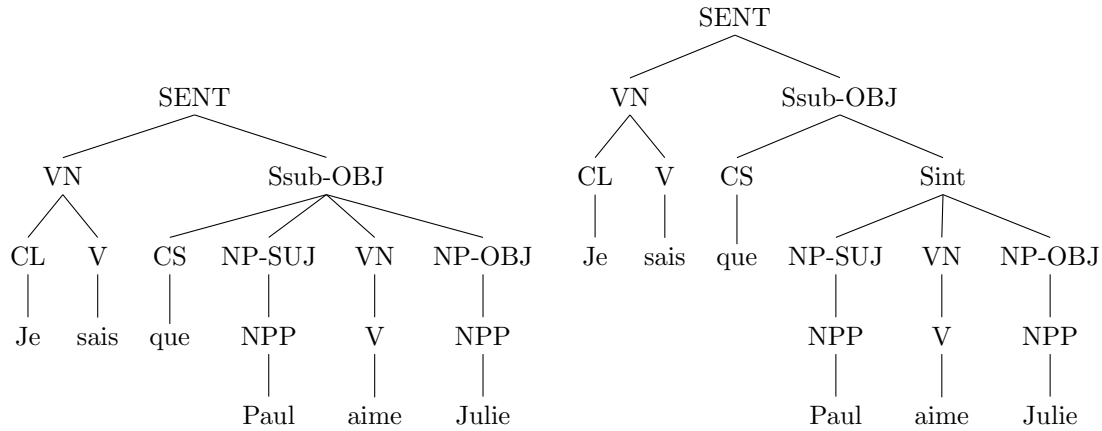 SENT
VN Ssub-OBJ
CL V CS NP-SUJ VN NP-OBJ
Je sais que NPP V NPP
Paul aime Julie
SENT
VN Ssub-OBJ
CL V CS Sint
Je sais que NP-SUJ VN NP-OBJ
NPP V NPP
Paul aime Julie